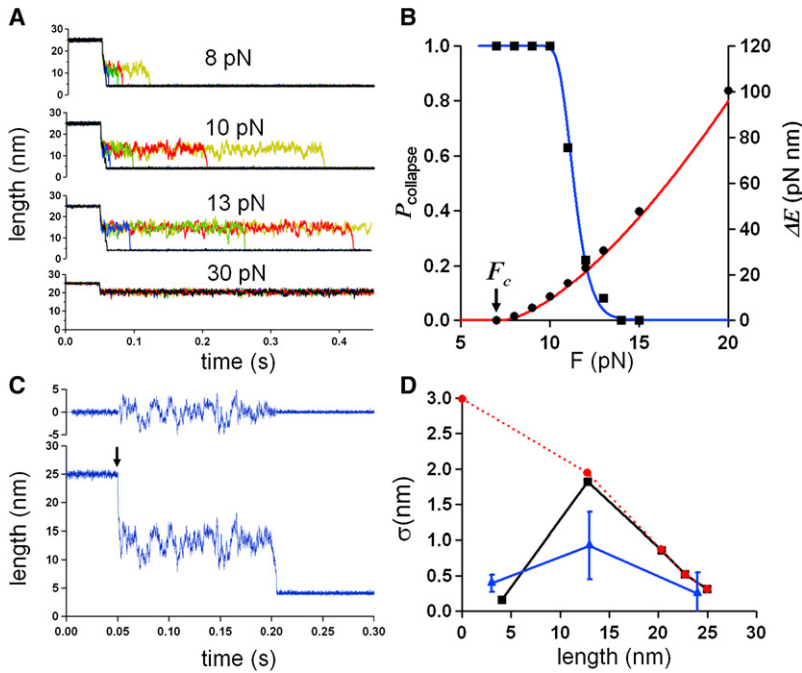 A
30
20
10
0
8 pN
30
20
10
0
10 pN
30
20
10
0
13 pN
30
20
10
0
30 pN
0.0 0.1 0.2 0.3 0.4
length (nm)
time (s)
B
1.0
0.8
0.6
0.4
0.2
0.0
Pcollapse
120
100
80
60
40
20
0
ΔE (pN nm)
Fc
5 10 15 20
F (pN)
C
5
0
-5
30
25
20
15
10
5
0
length (nm)
0.00 0.05 0.10 0.15 0.20 0.25 0.30
time (s)
D
3.0
2.5
2.0
1.5
1.0
0.5
0.0
σ(nm)
0 5 10 15 20 25 30
length (nm)